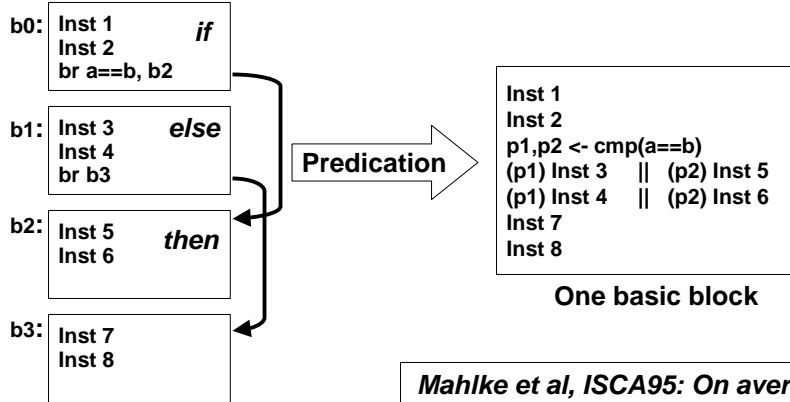 b0:
Inst 1
if
Inst 2
br a==b, b2
b1:
Inst 3
else
Inst 4
br b3
b2:
Inst 5
then
Inst 6
b3:
Inst 7
Inst 8
Predication
Inst 1
Inst 2
p1,p2 <- cmp(a==b)
(p1) Inst 3 || (p2) Inst 5
(p1) Inst 4 || (p2) Inst 6
Inst 7
Inst 8
One basic block
Mahlke et al, ISCA95: On aver